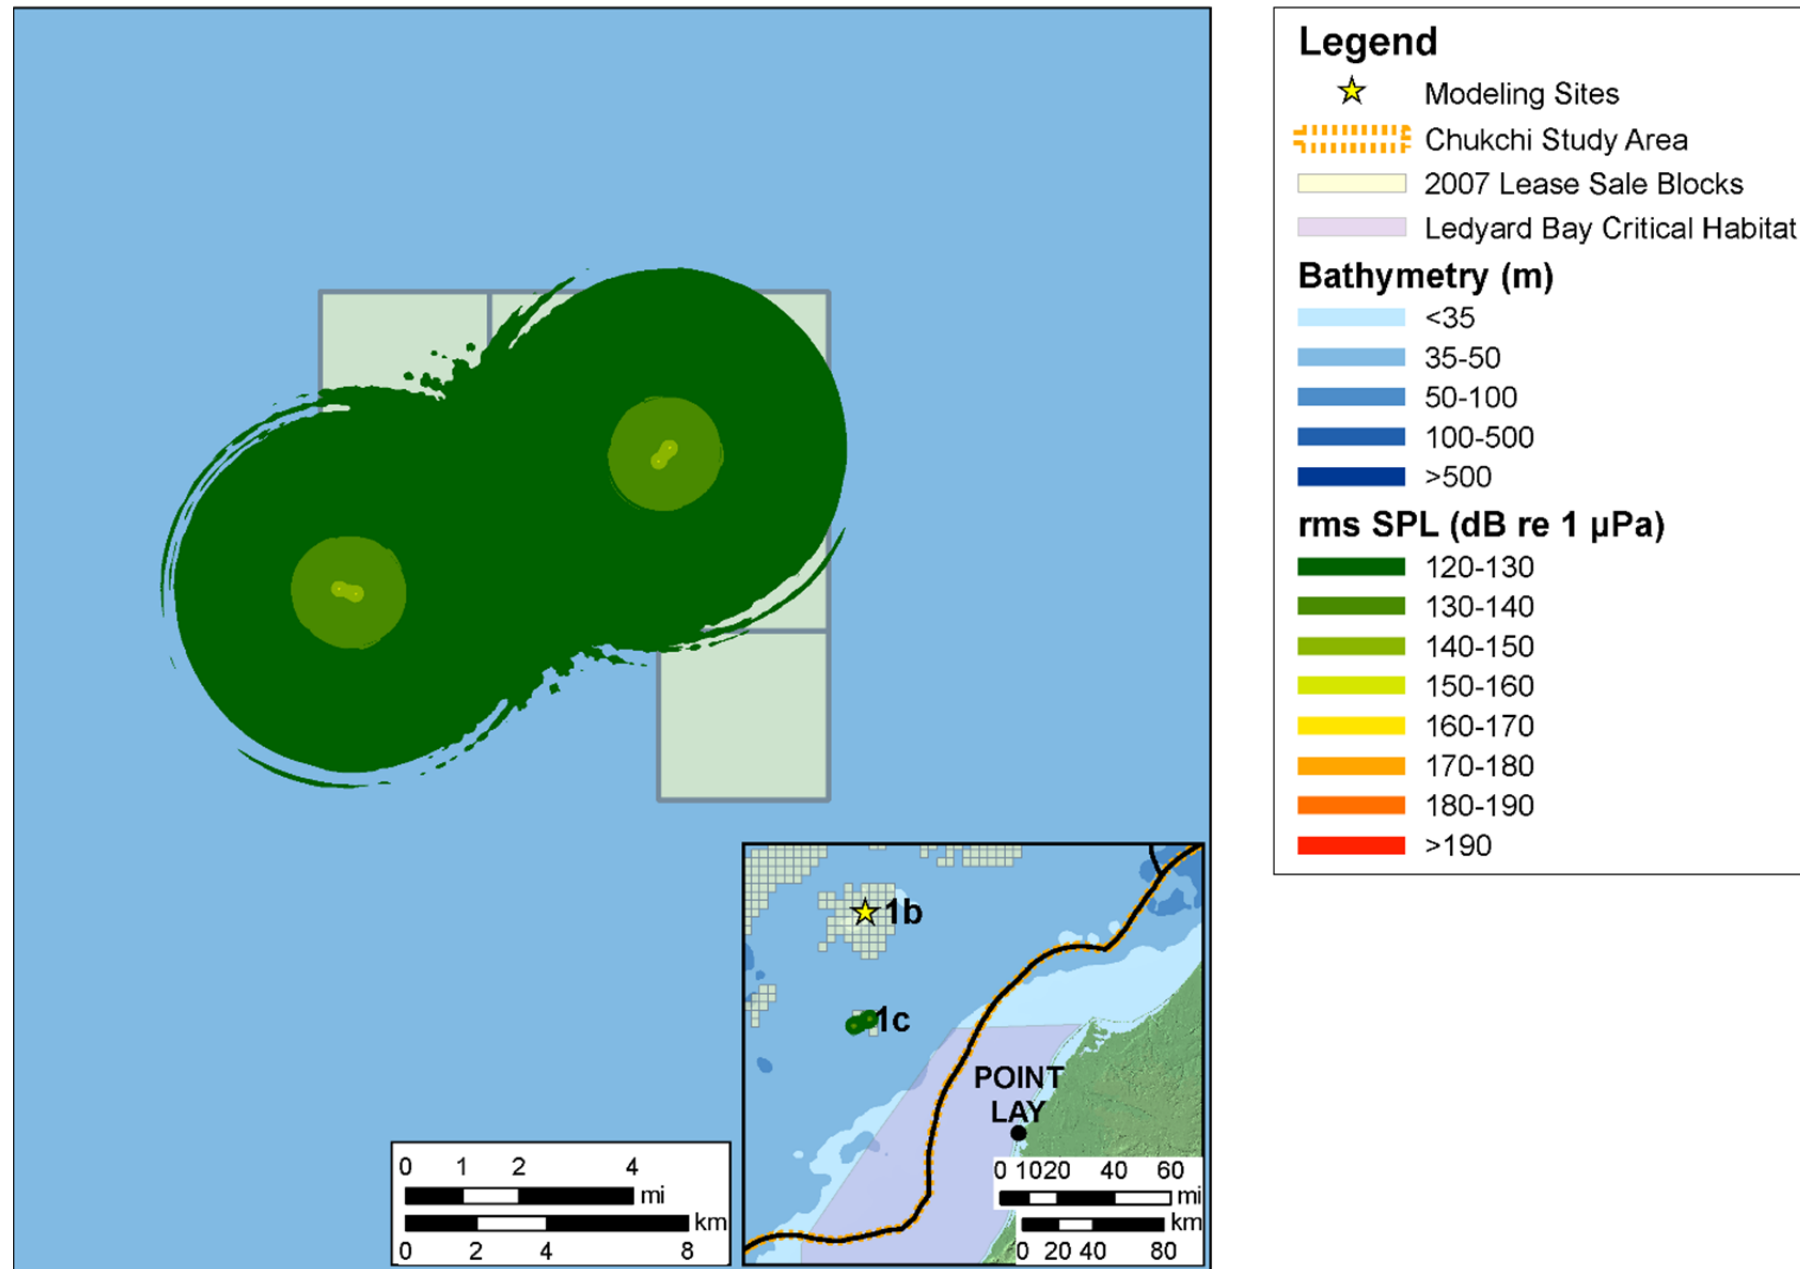 Legend
Modeling Sites
Chukchi Study Area
2007 Lease Sale Blocks
Ledyard Bay Critical Habitat
Bathymetry (m)
<35
35-50
50-100
100-500
>500
rms SPL (dB re 1 µPa)
120-130
130-140
140-150
150-160
160-170
170-180
180-190
>190
1b
1c
POINT
LAY
0 1 2 4
mi
km
0 2 4 8
0 10 20 40 60
mi
km
0 20 40 80